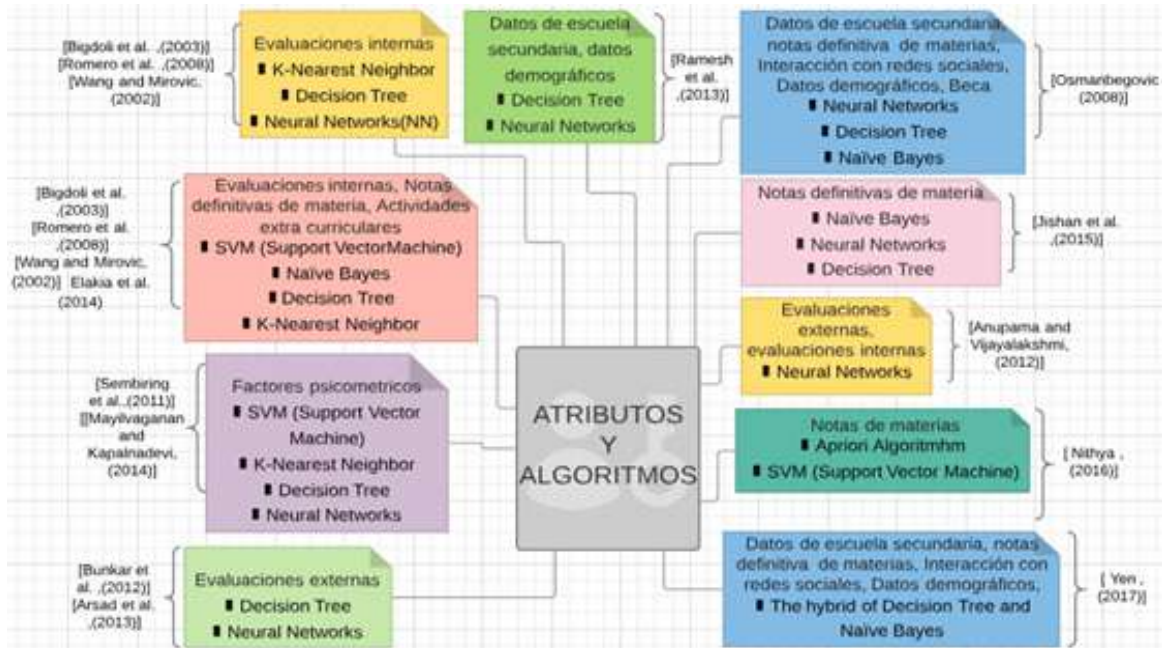 [Bigdoli et al. ,(2003)]
[Romero et al. ,(2008)]
[Wang and Mirovic,
(2002)]
Evaluaciones internas
K-Nearest Neighbor
Decision Tree
Neural Networks(NN)
Datos de escuela
secundaria, datos
demográficos
Decision Tree
Neural Networks
[Ramesh
et al.
,(2013)]
Datos de escuela secundaria,
notas definitiva de materias,
Interacción con redes sociales,
Datos demográficos, Beca
Neural Networks
Decision Tree
Naïve Bayes
[Osmanbegovic
(2008)]
[Bigdoli et al.
,(2003)]
[Romero et al.
,(2008)]
[Wang and Mirovic,
(2002)] Elakia et al.
(2014)
Evaluaciones internas, Notas
definitivas de materia, Actividades
extra curriculares
SVM (Support VectorMachine)
Naïve Bayes
Decision Tree
K-Nearest Neighbor
Notas definitivas de materia
Naïve Bayes
Neural Networks
Decision Tree
[Jishan et al.
,(2015)]
Evaluaciones
externas,
evaluaciones internas
Neural Networks
[Anupama and
Vijayalakshmi,
(2012)]
[Sembiring
et al.,(2011)]
[[Mayilvaganan
and
Kapalnadevi,
(2014)]
Factores psicometricos
SVM (Support Vector
Machine)
K-Nearest Neighbor
Decision Tree
Neural Networks
ATRIBUTOS
Y
ALGORITMOS
Notas de materias
Apriori Algoritmhm
SVM (Support Vector Machine)
[ Nithya ,
(2016)]
[Bunkar et
al. ,(2012)]
[Arsad et al.
,(2013)]
Evaluaciones externas
Decision Tree
Neural Networks
Datos de escuela secundaria, notas
definitiva de materias, Interacción con
redes sociales, Datos demográficos,
The hybrid of Decision Tree and
Naïve Bayes
[ Yen ,
(2017)]